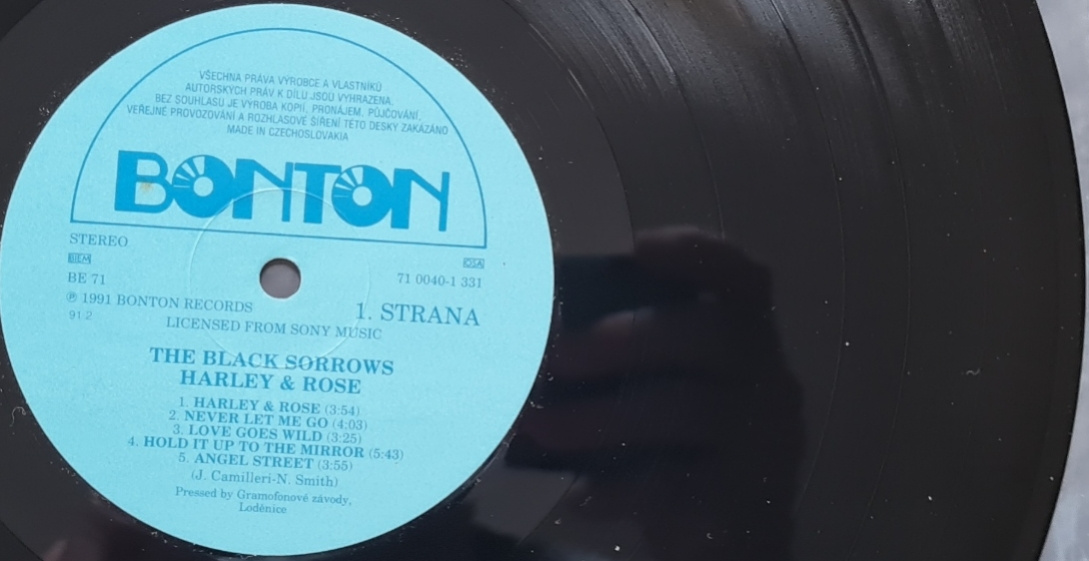 VŠECHNA PRÁVA VÝROBCE A VLASTNÍKŮ
AUTORSKÝCH PRÁV K DÍLU JSOU VYHRAZENA.
BEZ SOUHLASU JE VÝROBA KOPIÍ, PRONÁJEM, PŮJČOVÁNÍ,
VEŘEJNÉ PROVOZOVÁNÍ A ROZHLASOVÉ ŠÍŘENÍ TÉTO DESKY ZAKÁZÁNO
MADE IN CZECHOSLOVAKIA
BONTON
STEREO
BIEM OSA
BE 71 71 0040-1 331
℗ 1991 BONTON RECORDS 1. STRANA
91 2
LICENSED FROM SONY MUSIC
THE BLACK SORROWS
HARLEY & ROSE
1. HARLEY & ROSE (3:54)
2. NEVER LET ME GO (4:03)
3. LOVE GOES WILD (3:25)
4. HOLD IT UP TO THE MIRROR (5:43)
5. ANGEL STREET (3:55)
(J. Camilleri-N. Smith)
Pressed by Gramofonové závody,
Loděnice